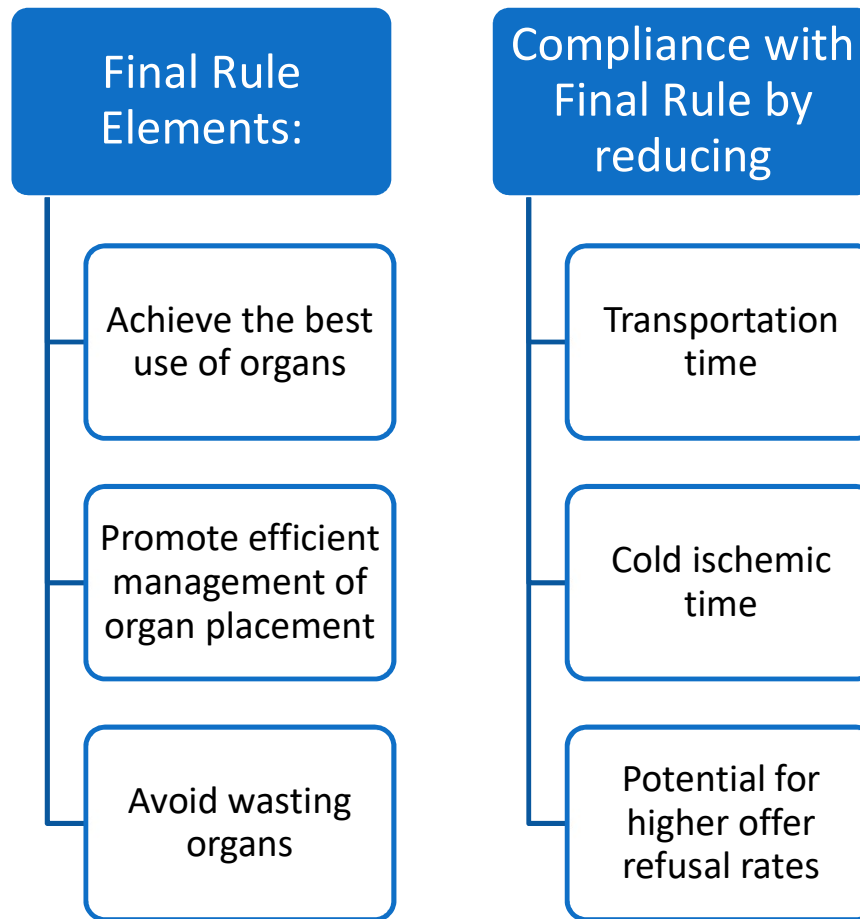 Final Rule
Elements:
Achieve the best
use of organs
Promote efficient
management of
organ placement
Avoid wasting
organs
Compliance with
Final Rule by
reducing
Transportation
time
Cold ischemic
time
Potential for
higher offer
refusal rates